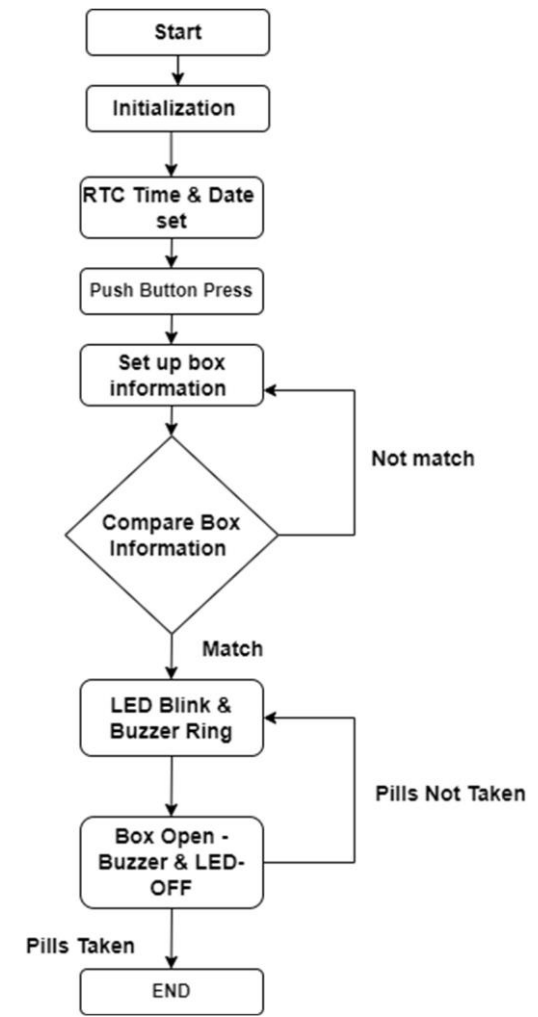 Start
Initialization
RTC Time & Date
set
Push Button Press
Set up box
information
Not match
Compare Box
Information
Match
LED Blink &
Buzzer Ring
Pills Not Taken
Box Open -
Buzzer & LED-
OFF
Pills Taken
END